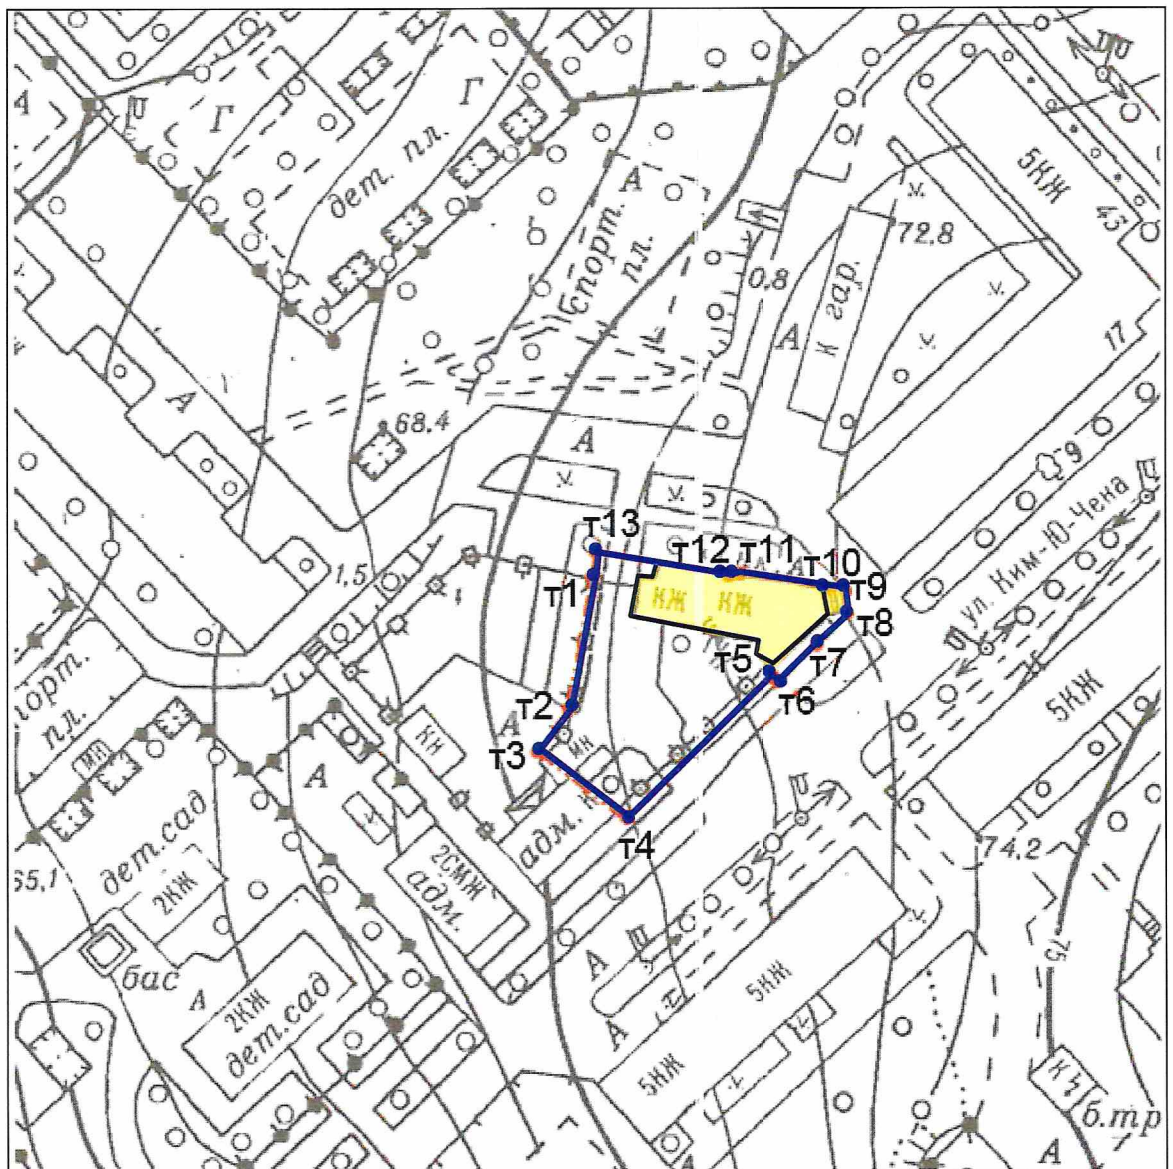 А
Г
Г
дет. пл.
А
Спорт.
пл.
5КЖ
43
72,8
0,8
К гар.
А
17
А
68,4
А
9
ул. Ким-Ю-Чена
т13
т12
т11
т10
т9
т8
т1
КЖ
КЖ
т7
т5
т6
1,5
т2
т3
А
КН
МН
т4
адм.
спорт.
пл.
МН
А
5КЖ
74,2
дет.сад
2КЖ
2СМЖ
адм.
65,1
бас
А
2КЖ
дет.сад
А
А
5КЖ
5КЖ
75
б.тр
А